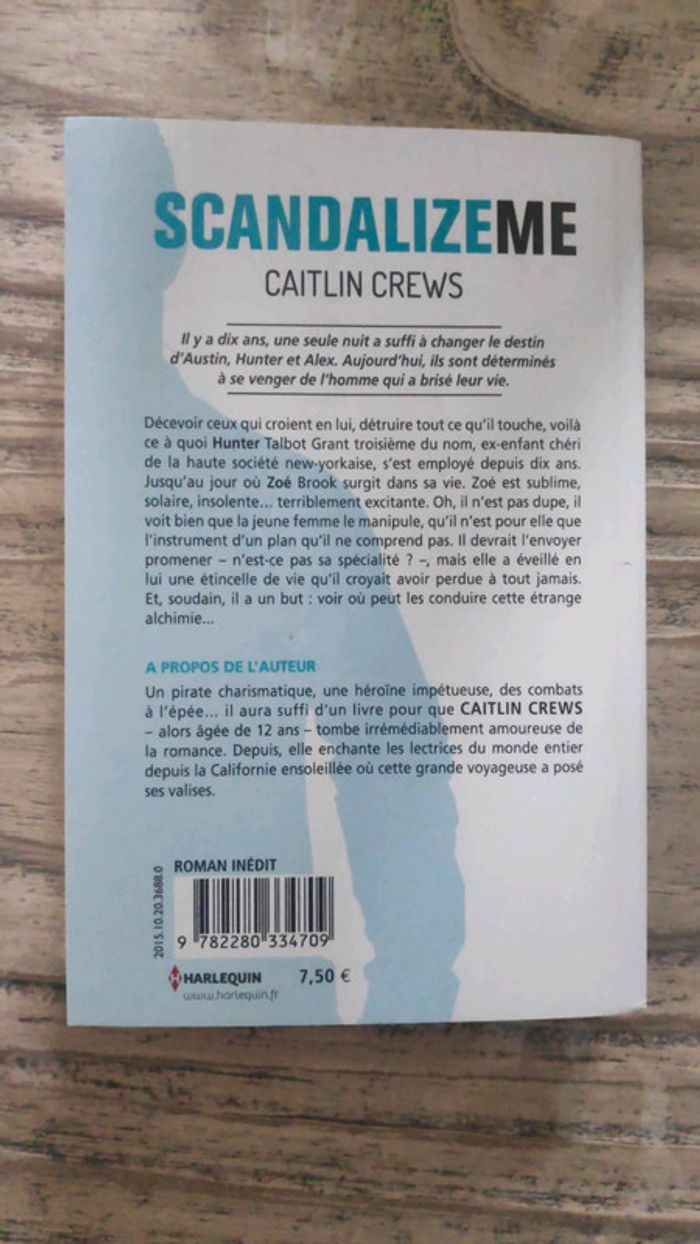 SCANDALIZEME
CAITLIN CREWS
Il y a dix ans, une seule nuit a suffi à changer le destin
d'Austin, Hunter et Alex. Aujourd'hui, ils sont déterminés
à se venger de l'homme qui a brisé leur vie.
Décevoir ceux qui croient en lui, détruire tout ce qu'il touche, voilà
ce à quoi Hunter Talbot Grant troisième du nom, ex-enfant chéri
de la haute société new-yorkaise, s'est employé depuis dix ans.
Jusqu'au jour où Zoé Brook surgit dans sa vie. Zoé est sublime,
solaire, insolente... terriblement excitante. Oh, il n'est pas dupe, il
voit bien que la jeune femme le manipule, qu'il n'est pour elle que
l'instrument d'un plan qu'il ne comprend pas. Il devrait l'envoyer
promener – n'est-ce pas sa spécialité ? –, mais elle a éveillé en
lui une étincelle de vie qu'il croyait avoir perdue à tout jamais.
Et, soudain, il a un but : voir où peut les conduire cette étrange
alchimie...
A PROPOS DE L'AUTEUR
Un pirate charismatique, une héroïne impétueuse, des combats
à l'épée... il aura suffi d'un livre pour que CAITLIN CREWS
– alors âgée de 12 ans – tombe irrémédiablement amoureuse de
la romance. Depuis, elle enchante les lectrices du monde entier
depuis la Californie ensoleillée où cette grande voyageuse a posé
ses valises.
ROMAN INÉDIT
2015.10.20.3688.0
9 782280 334709
HARLEQUIN 7,50 €
www.harlequin.fr